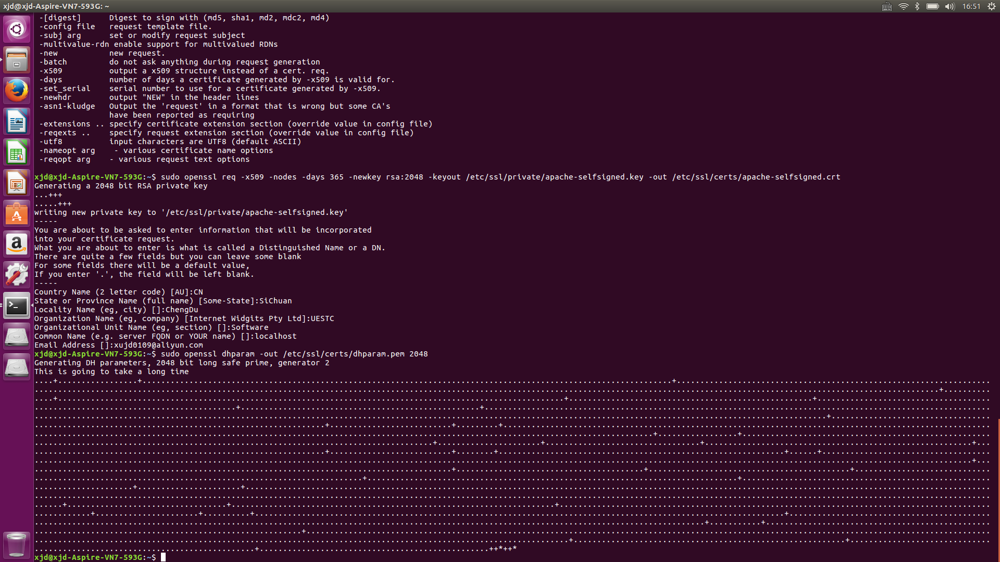 xjd@xjd-Aspire-VN7-593G: ~
16:51
-[digest]      Digest to sign with (md5, sha1, md2, mdc2, md4)
-config file   request template file.
-subj arg      set or modify request subject
-multivalue-rdn enable support for multivalued RDNs
-new           new request.
-batch         do not ask anything during request generation
-x509          output a x509 structure instead of a cert. req.
-days          number of days a certificate generated by -x509 is valid for.
-set_serial    serial number to use for a certificate generated by -x509.
-newhdr        output "NEW" in the header lines
-asn1-kludge   Output the 'request' in a format that is wrong but some CA's
have been reported as requiring
-extensions .. specify certificate extension section (override value in config file)
-reqexts ..    specify request extension section (override value in config file)
-utf8          input characters are UTF8 (default ASCII)
-nameopt arg    - various certificate name options
-reqopt arg    - various request text options
xjd@xjd-Aspire-VN7-593G:~$ sudo openssl req -x509 -nodes -days 365 -newkey rsa:2048 -keyout /etc/ssl/private/apache-selfsigned.key -out /etc/ssl/certs/apache-selfsigned.crt
Generating a 2048 bit RSA private key
...+++
.....+++
writing new private key to '/etc/ssl/private/apache-selfsigned.key'
-----
You are about to be asked to enter information that will be incorporated
into your certificate request.
What you are about to enter is what is called a Distinguished Name or a DN.
There are quite a few fields but you can leave some blank
For some fields there will be a default value,
If you enter '.', the field will be left blank.
-----
Country Name (2 letter code) [AU]:CN
State or Province Name (full name) [Some-State]:SiChuan
Locality Name (eg, city) []:ChengDu
Organization Name (eg, company) [Internet Widgits Pty Ltd]:UESTC
Organizational Unit Name (eg, section) []:Software
Common Name (e.g. server FQDN or YOUR name) []:localhost
Email Address []:xujd0109@aliyun.com
xjd@xjd-Aspire-VN7-593G:~$ sudo openssl dhparam -out /etc/ssl/certs/dhparam.pem 2048
Generating DH parameters, 2048 bit long safe prime, generator 2
This is going to take a long time
xjd@xjd-Aspire-VN7-593G:~$